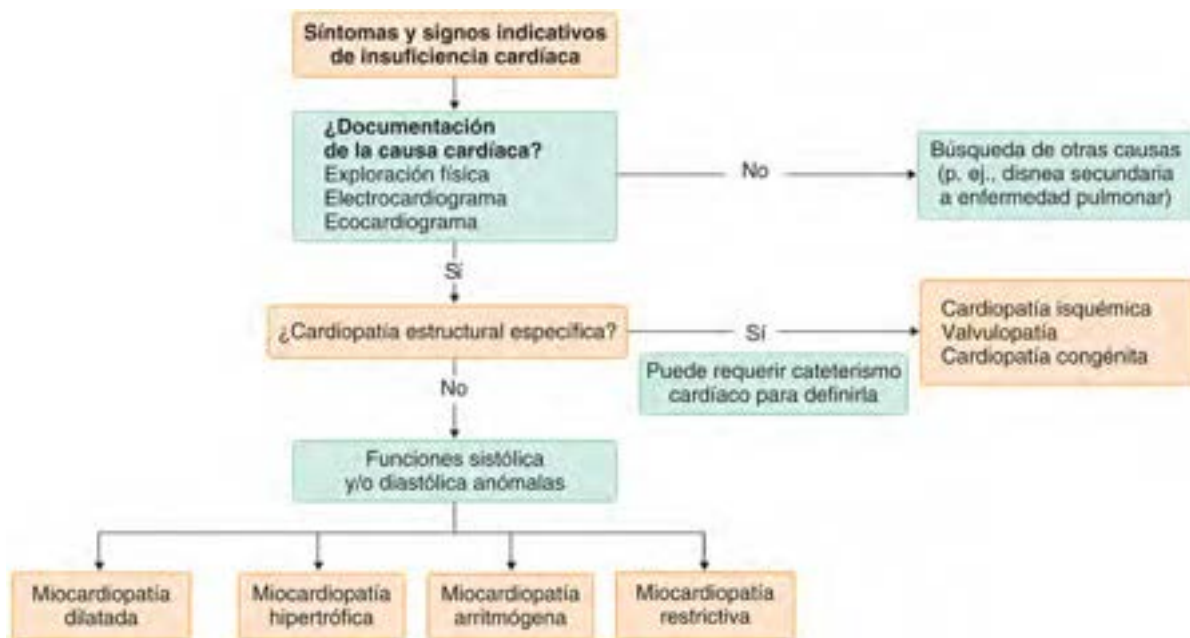 Síntomas y signos indicativos
de insuficiencia cardíaca
¿Documentación
de la causa cardíaca?
Exploración física
Electrocardiograma
Ecocardiograma
No
Búsqueda de otras causas
(p. ej., disnea secundaria
a enfermedad pulmonar)
Sí
¿Cardiopatía estructural específica?
Sí
Puede requerir cateterismo
cardíaco para definirla
Cardiopatía isquémica
Valvulopatía
Cardiopatía congénita
No
Funciones sistólica
y/o diastólica anómalas
Miocardiopatía
dilatada
Miocardiopatía
hipertrófica
Miocardiopatía
arritmógena
Miocardiopatía
restrictiva